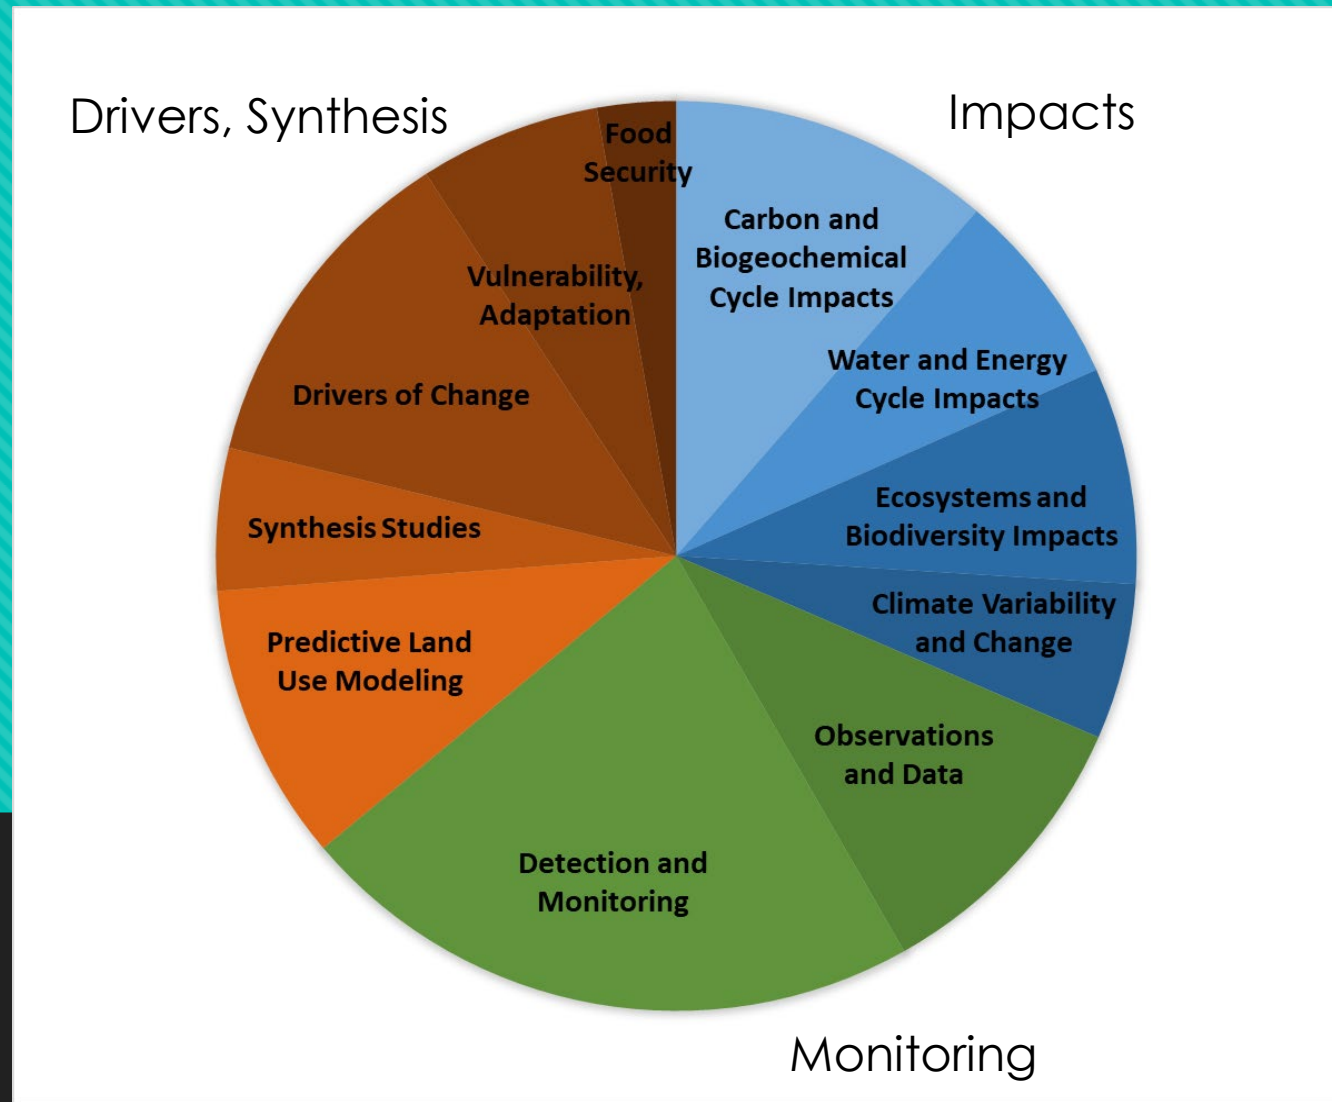 Drivers, Synthesis
Impacts
Food
Security
Carbon and
Biogeochemical
Cycle Impacts
Vulnerability,
Adaptation
Water and Energy
Cycle Impacts
Drivers of Change
Ecosystems and
Biodiversity Impacts
Synthesis Studies
Climate Variability
and Change
Predictive Land
Use Modeling
Observations
and Data
Detection and
Monitoring
Monitoring